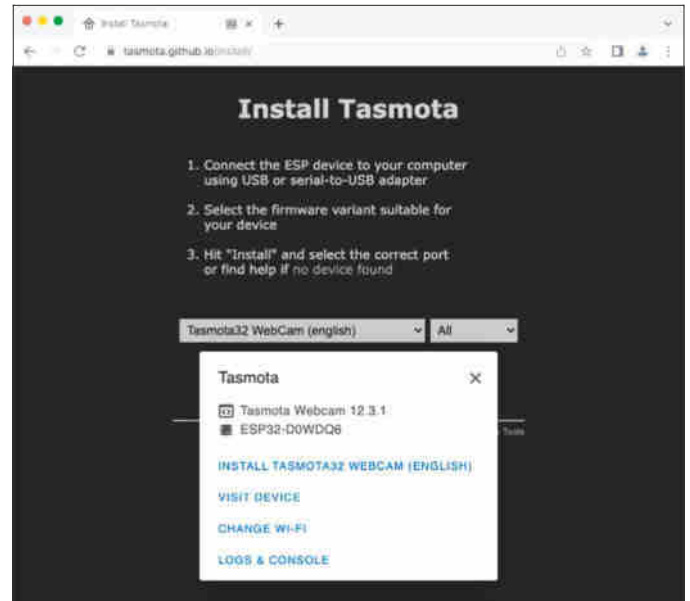 Install Tasmota
tasmota.github.io/install/
Install Tasmota
1. Connect the ESP device to your computer
using USB or serial-to-USB adapter
2. Select the firmware variant suitable for
your device
3. Hit "Install" and select the correct port
or find help if no device found
Tasmota32 WebCam (english)
All
Tasmota
Tasmota Webcam 12.3.1
ESP32-D0WDQ6
Tools
INSTALL TASMOTA32 WEBCAM (ENGLISH)
VISIT DEVICE
CHANGE WI-FI
LOGS & CONSOLE